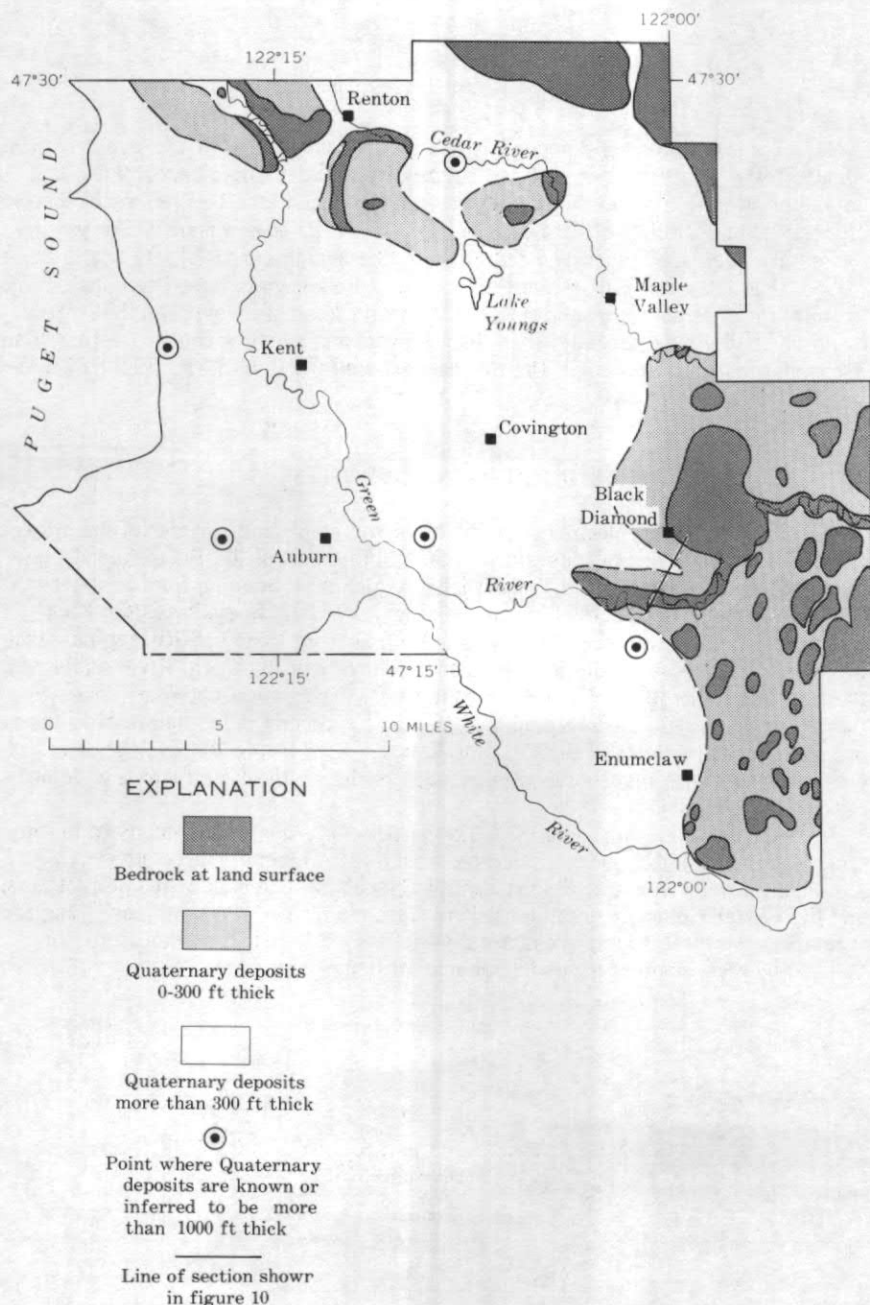 122°00'
122°15'
47°30'
47°30'
Renton
Cedar River
PUGET SOUND
Maple
Valley
Lake
Youngs
Kent
Covington
Green
Black
Diamond
Auburn
River
122°15'
47°15'
White
0 5 10 MILES
Enumclaw
River
122°00'
EXPLANATION
Bedrock at land surface
Quaternary deposits
0-300 ft thick
Quaternary deposits
more than 300 ft thick
Point where Quaternary
deposits are known or
inferred to be more
than 1000 ft thick
Line of section showr
in figure 10